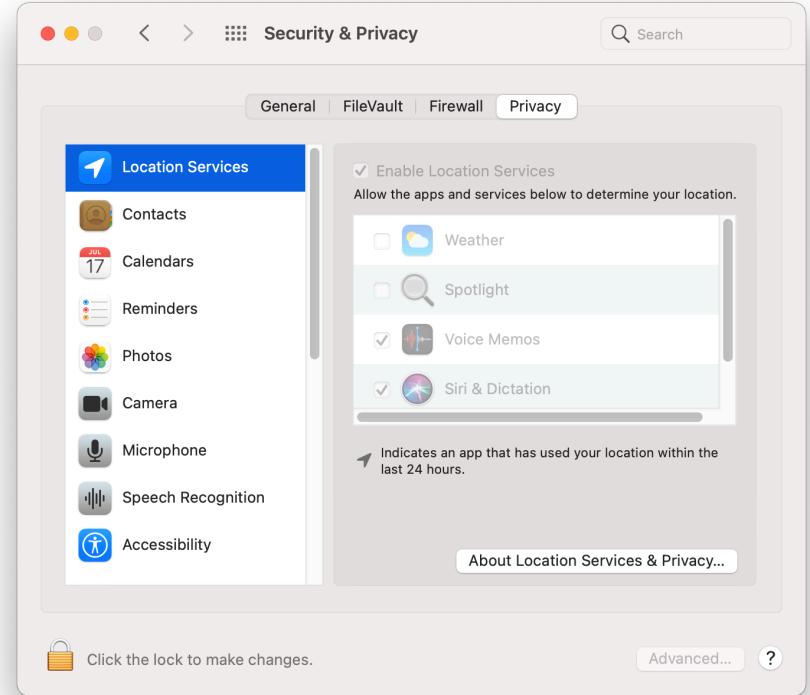 Security & Privacy
Search
General
FileVault
Firewall
Privacy
Location Services
Contacts
JUL
17
Calendars
Reminders
Photos
Camera
Microphone
Speech Recognition
Accessibility
Enable Location Services
Allow the apps and services below to determine your location.
Weather
Spotlight
Voice Memos
Siri & Dictation
Indicates an app that has used your location within the
last 24 hours.
About Location Services & Privacy...
Click the lock to make changes.
Advanced...
?